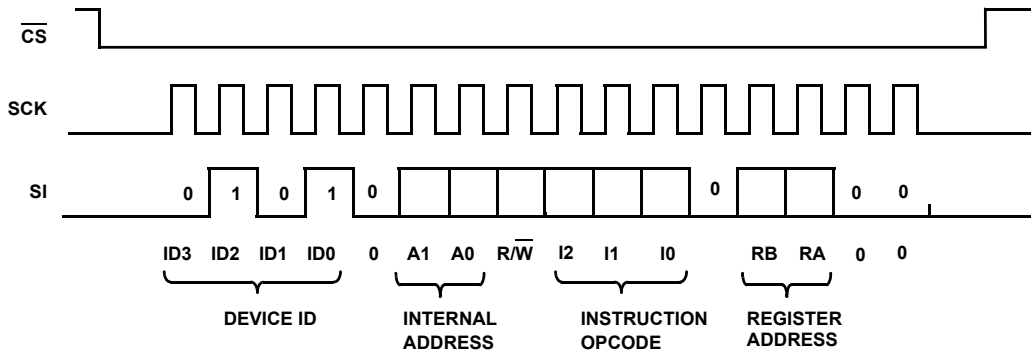 CS
SCK
SI
0 1 0 1 0 0 0 0
ID3 ID2 ID1 ID0 0 A1 A0 R/W I2 I1 I0 RB RA 0 0
DEVICE ID
INTERNAL
ADDRESS
INSTRUCTION
OPCODE
REGISTER
ADDRESS